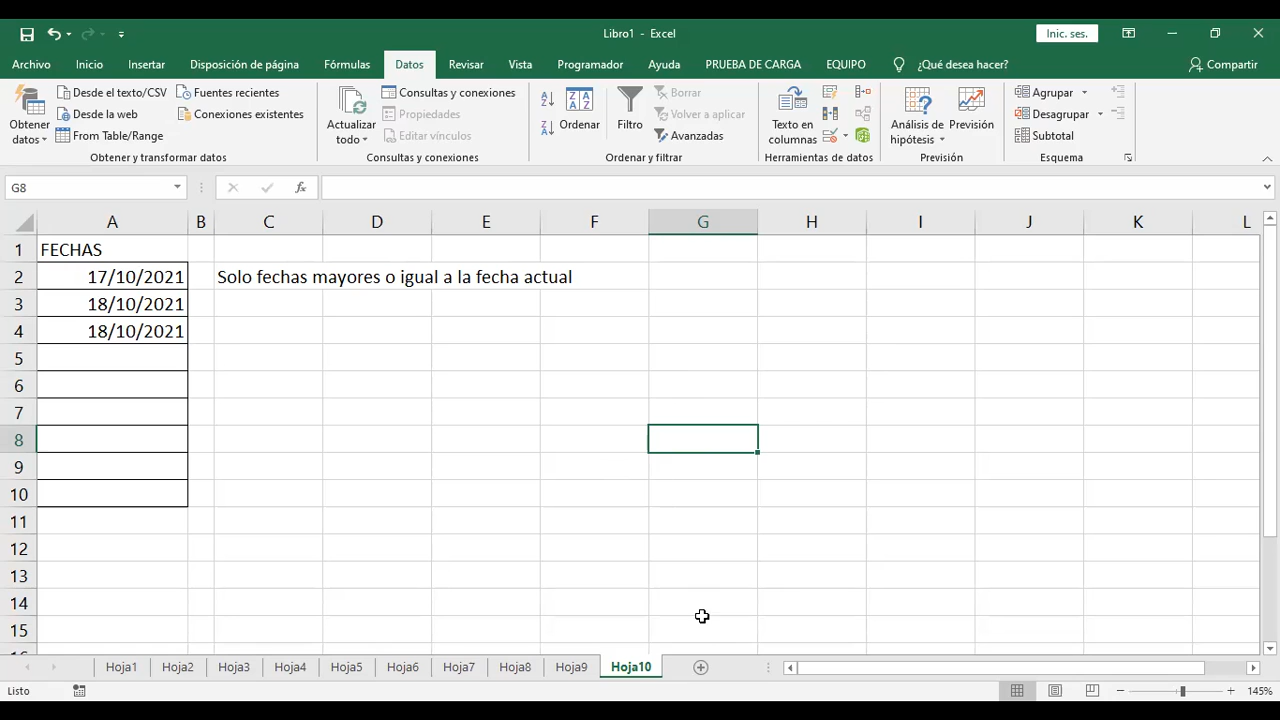 Libro1 - Excel
Inic. ses.
Archivo Inicio Insertar Disposición de página Fórmulas Datos Revisar Vista Programador Ayuda PRUEBA DE CARGA EQUIPO ¿Qué desea hacer? Compartir
Obtener datos
Desde el texto/CSV
Desde la web
From Table/Range
Fuentes recientes
Conexiones existentes
Obtener y transformar datos
Actualizar todo
Consultas y conexiones
Propiedades
Editar vínculos
Consultas y conexiones
Ordenar
Filtro
Borrar
Volver a aplicar
Avanzadas
Ordenar y filtrar
Texto en columnas
Herramientas de datos
Análisis de hipótesis
Previsión
Previsión
Agrupar
Desagrupar
Subtotal
Esquema
G8
fx
A B C D E F G H I J K L
1 FECHAS
2 17/10/2021 Solo fechas mayores o igual a la fecha actual
3 18/10/2021
4 18/10/2021
5
6
7
8
9
10
11
12
13
14
15
Hoja1 Hoja2 Hoja3 Hoja4 Hoja5 Hoja6 Hoja7 Hoja8 Hoja9 Hoja10
Listo
145%